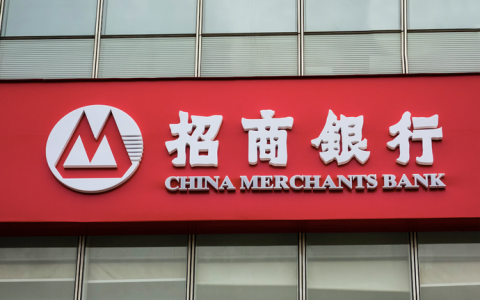 招商銀行
CHINA MERCHANTS BANK